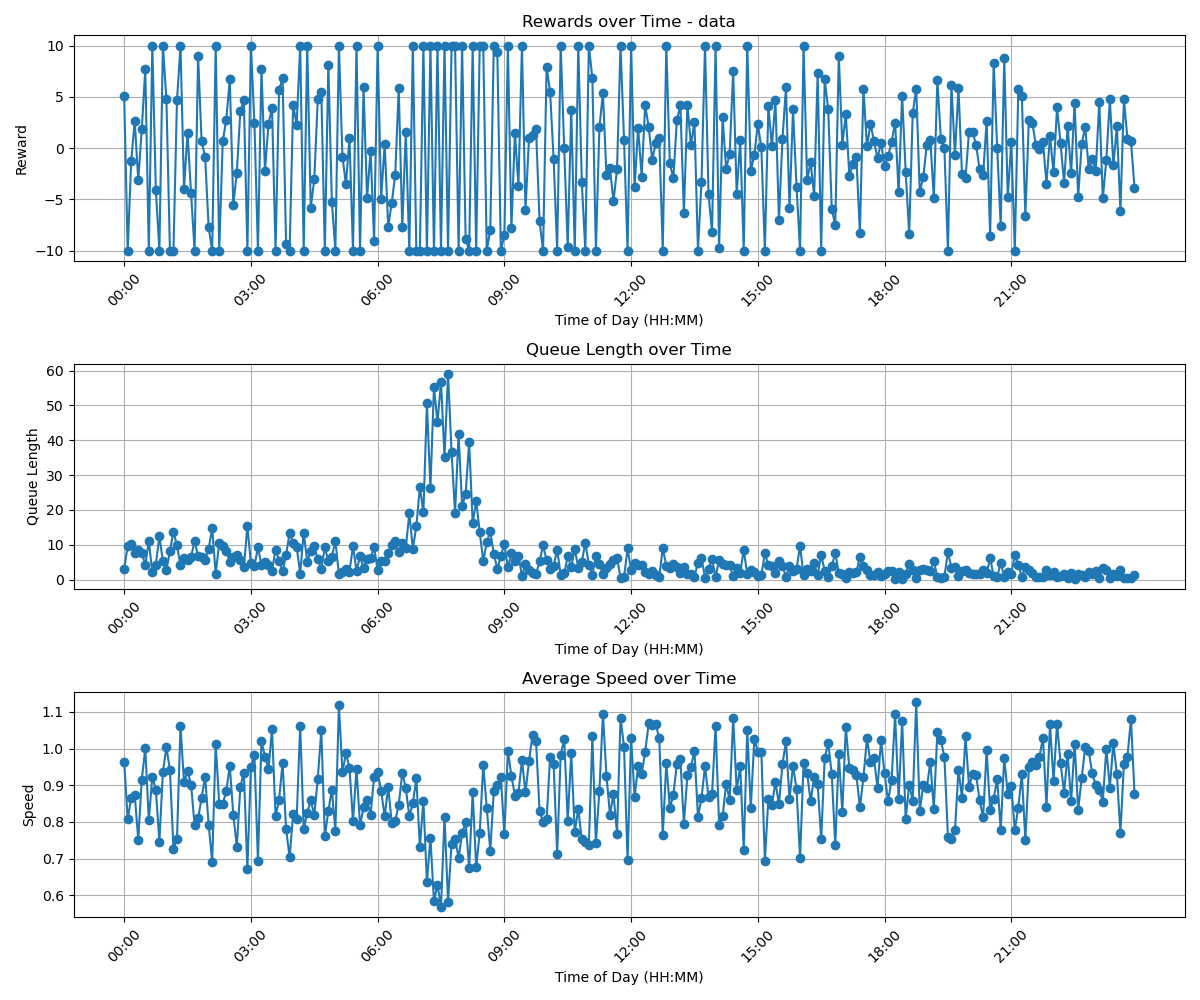 Rewards over Time - data
Reward
10
5
0
−5
−10
00:00 03:00 06:00 09:00 12:00 15:00 18:00 21:00
Time of Day (HH:MM)
Queue Length over Time
Queue Length
60
50
40
30
20
10
0
00:00 03:00 06:00 09:00 12:00 15:00 18:00 21:00
Time of Day (HH:MM)
Average Speed over Time
Speed
1.1
1.0
0.9
0.8
0.7
0.6
00:00 03:00 06:00 09:00 12:00 15:00 18:00 21:00
Time of Day (HH:MM)